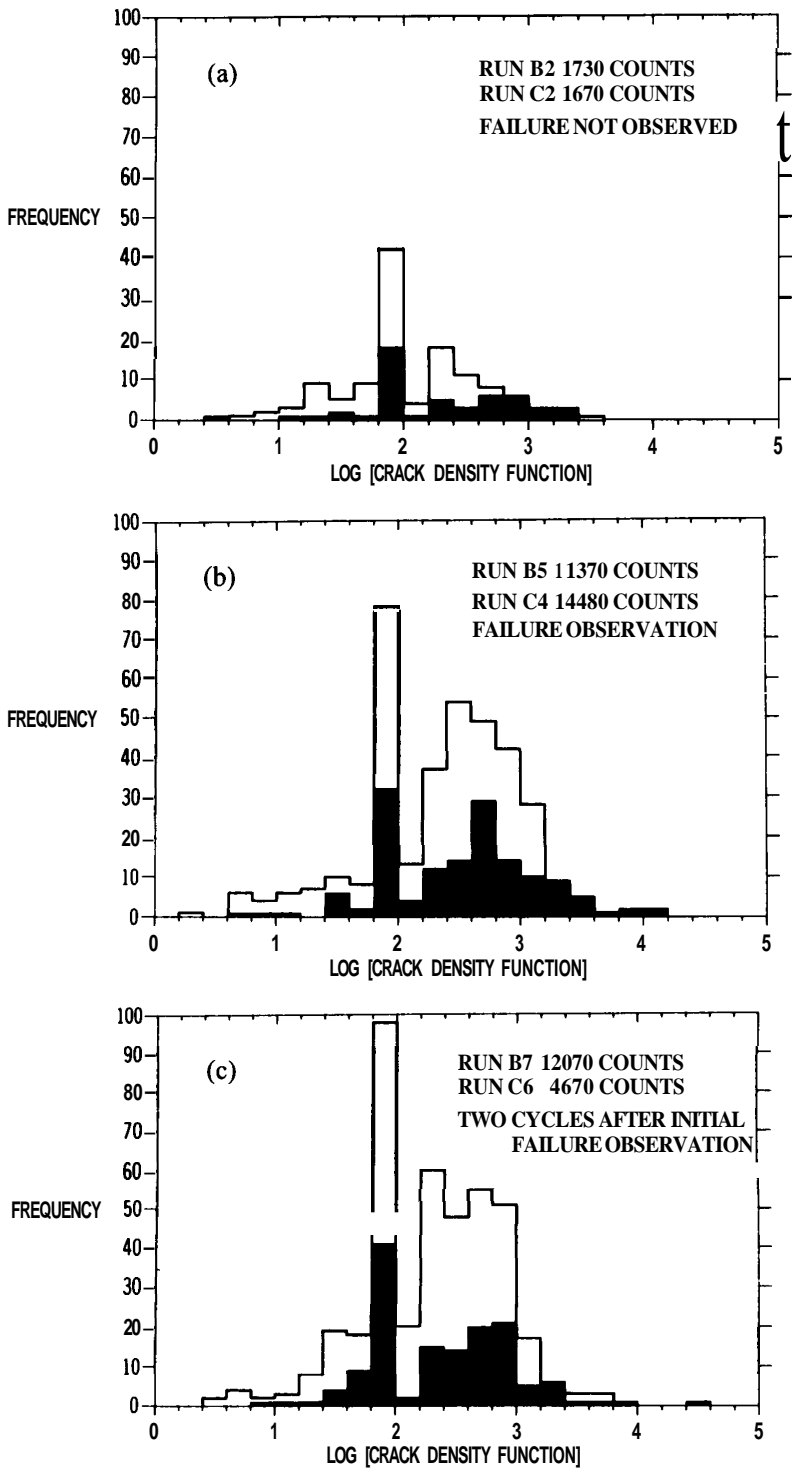 100
90
80
70
60
50
40
30
20
10
0
FREQUENCY
(a)
RUN B2 1730 COUNTS
RUN C2 1670 COUNTS
FAILURE NOT OBSERVED
t
0 1 2 3 4 5
LOG [CRACK DENSITY FUNCTION]
100
90
80
70
60
50
40
30
20
10
0
FREQUENCY
(b)
RUN B5 11370 COUNTS
RUN C4 14480 COUNTS
FAILURE OBSERVATION
0 1 2 3 4 5
LOG [CRACK DENSITY FUNCTION]
100
90
80
70
60
50
40
30
20
10
0
FREQUENCY
(c)
RUN B7 12070 COUNTS
RUN C6 4670 COUNTS
TWO CYCLES AFTER INITIAL
FAILURE OBSERVATION
0 1 2 3 4 5
LOG [CRACK DENSITY FUNCTION]